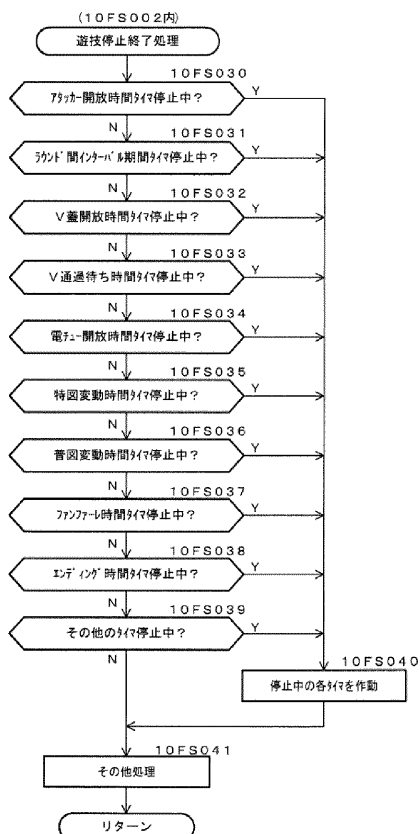 (10FS002内)
遊技停止終了処理
10FS030
ｱﾀｯｶｰ開放時間ﾀｲﾏ停止中?
Y
N
10FS031
ﾗｳﾝﾄﾞ間ｲﾝﾀｰﾊﾞﾙ期間ﾀｲﾏ停止中?
Y
N
10FS032
V蓋開放時間ﾀｲﾏ停止中?
Y
N
10FS033
V通過待ち時間ﾀｲﾏ停止中?
Y
N
10FS034
電ﾁｭｰ開放時間ﾀｲﾏ停止中?
Y
N
10FS035
特図変動時間ﾀｲﾏ停止中?
Y
N
10FS036
普図変動時間ﾀｲﾏ停止中?
Y
N
10FS037
ﾌｧﾝﾌｧｰﾚ時間ﾀｲﾏ停止中?
Y
N
10FS038
ｴﾝﾃﾞｨﾝｸﾞ時間ﾀｲﾏ停止中?
Y
N
10FS039
その他のﾀｲﾏ停止中?
Y
N
10FS040
停止中の各ﾀｲﾏを作動
10FS041
その他処理
リターン